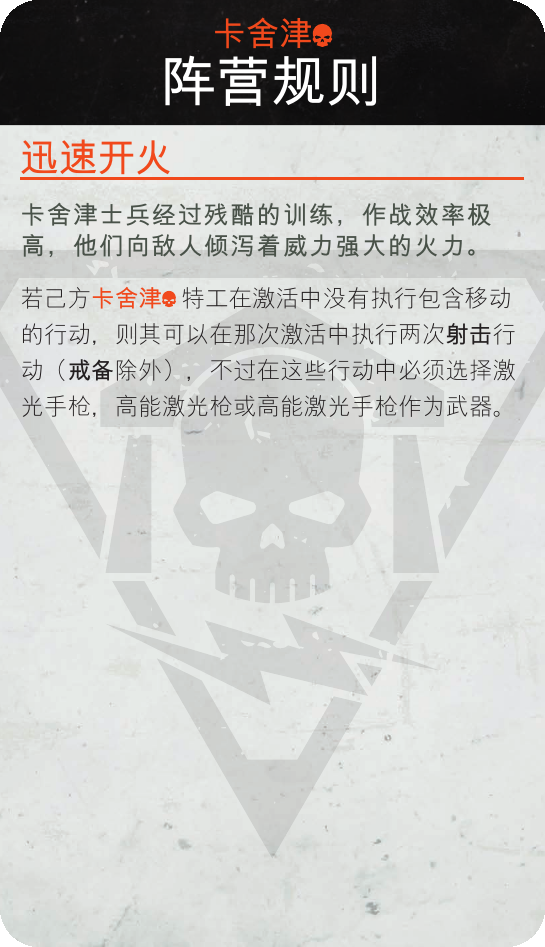 卡舍津
阵营规则
迅速开火
卡舍津士兵经过残酷的训练，作战效率极
高，他们向敌人倾泻着威力强大的火力。
若己方卡舍津特工在激活中没有执行包含移动
的行动，则其可以在那次激活中执行两次射击行
动（戒备除外），不过在这些行动中必须选择激
光手枪，高能激光枪或高能激光手枪作为武器。